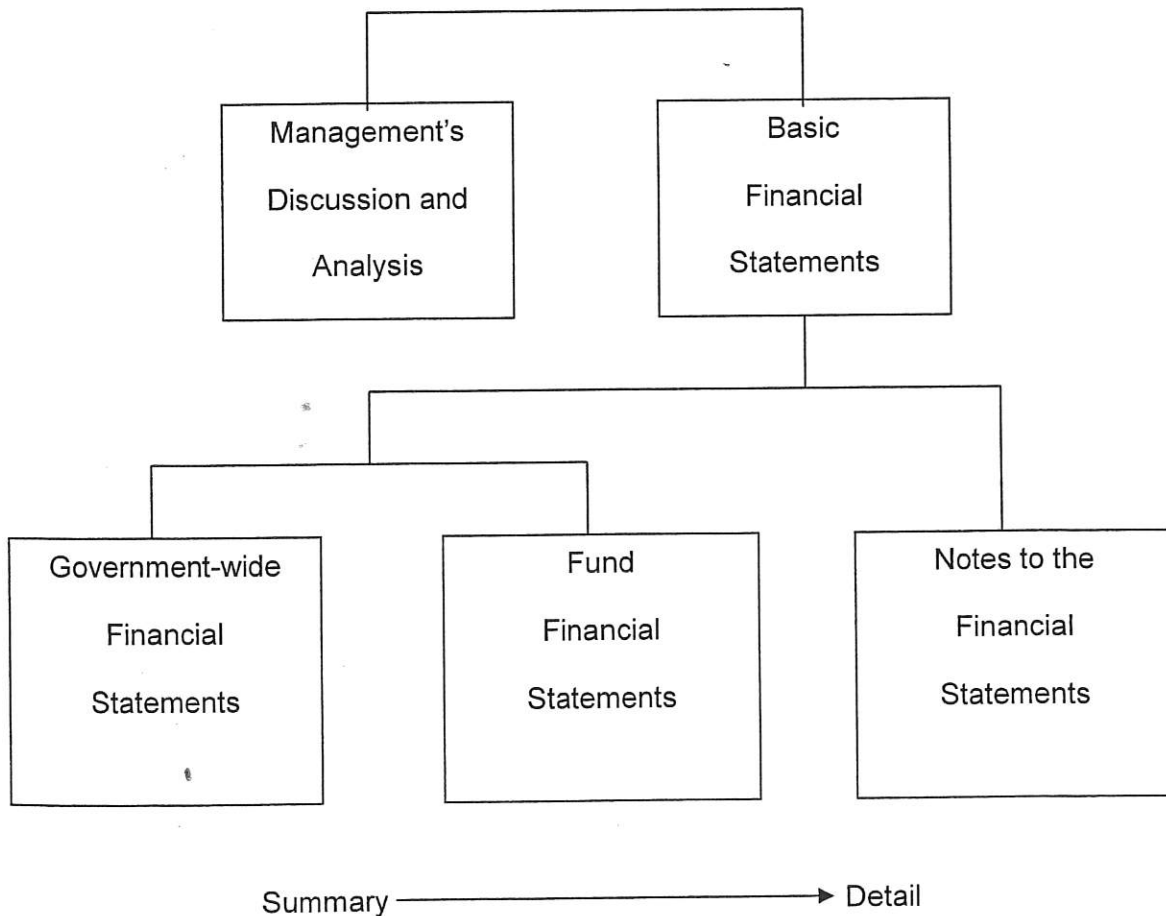 Management's
Discussion and
Analysis
Basic
Financial
Statements
Government-wide
Financial
Statements
Fund
Financial
Statements
Notes to the
Financial
Statements
Summary
Detail